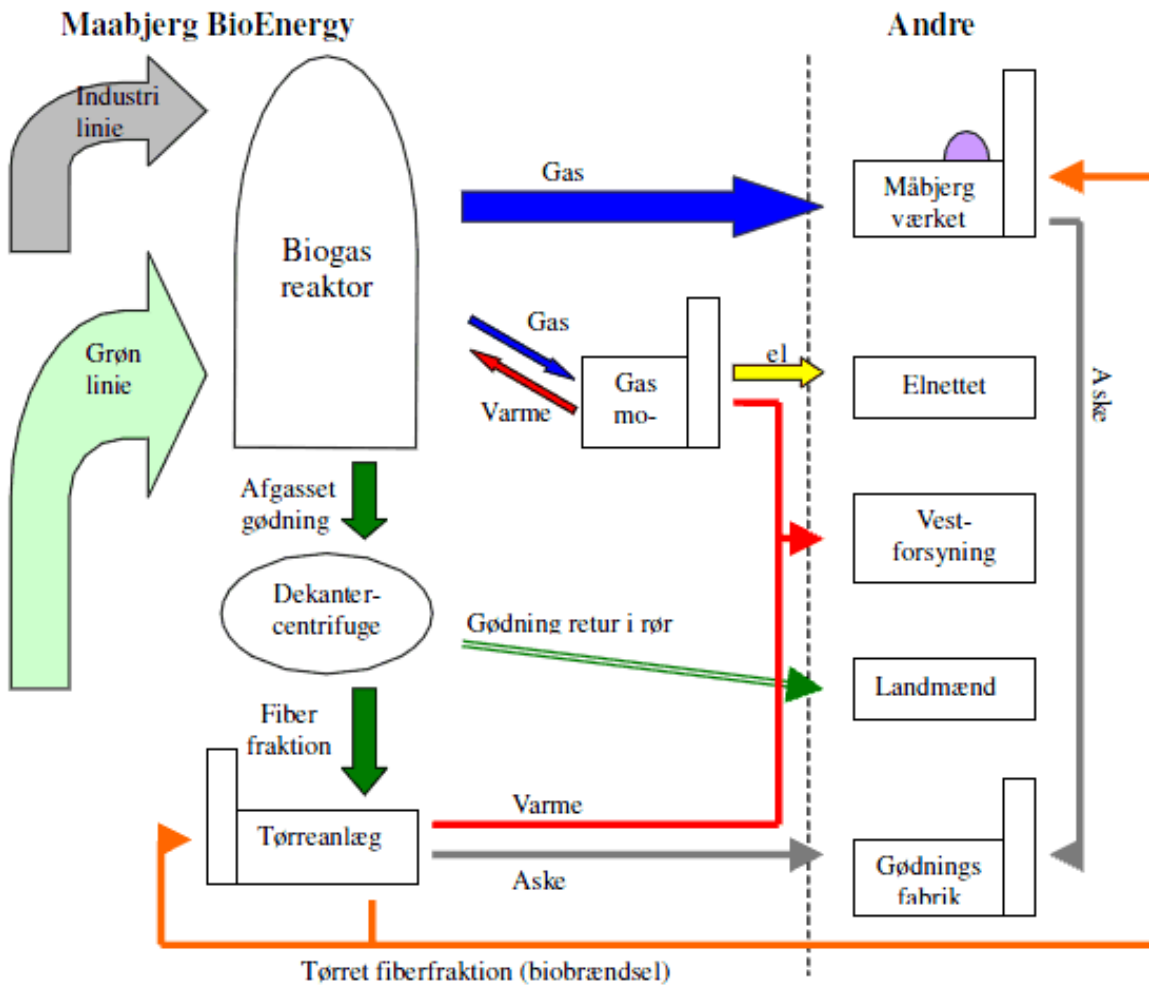 Maabjerg BioEnergy
Andre
Industri
linie
Gas
Måbjerg
værket
Biogas
reaktor
Grøn
linie
Gas
Varme
Gas
mo-
el
Elnettet
Aske
Afgasset
gødning
Vest-
forsyning
Dekanter-
centrifuge
Gødning retur i rør
Landmænd
Fiber
fraktion
Varme
Tørreanlæg
Aske
Gødnings
fabrik
Tørret fiberfraktion (biobrændsel)